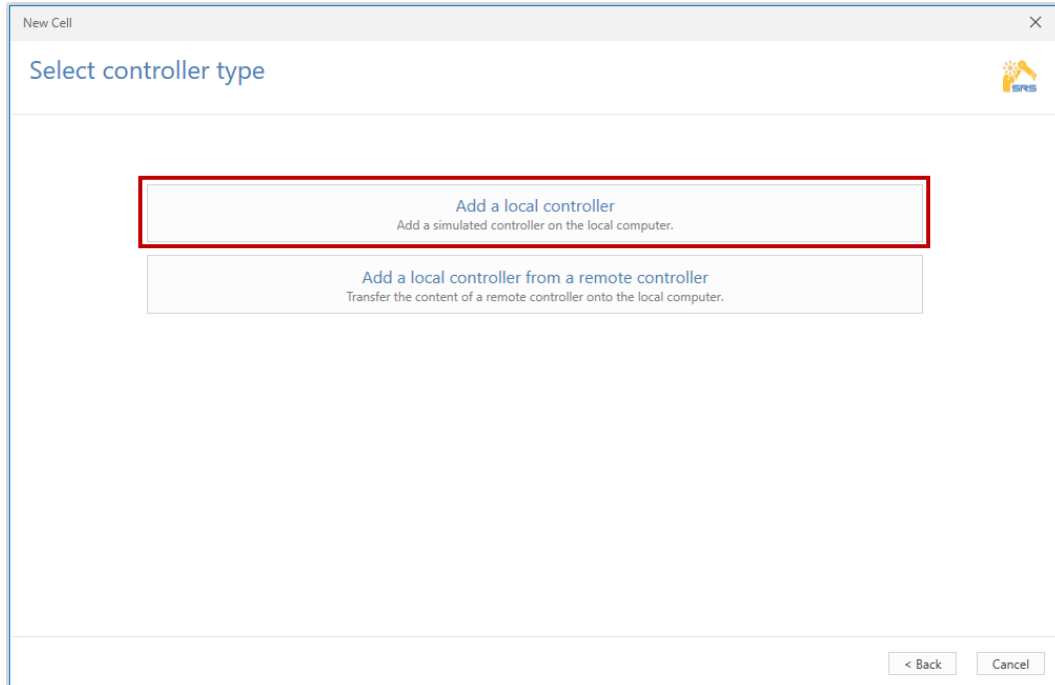 New Cell
Select controller type
SRS
Add a local controller
Add a simulated controller on the local computer.
Add a local controller from a remote controller
Transfer the content of a remote controller onto the local computer.
< Back
Cancel